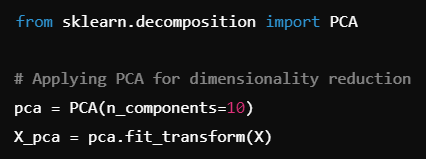 from sklearn.decomposition import PCA
# Applying PCA for dimensionality reduction
pca = PCA(n_components=10)
X_pca = pca.fit_transform(X)